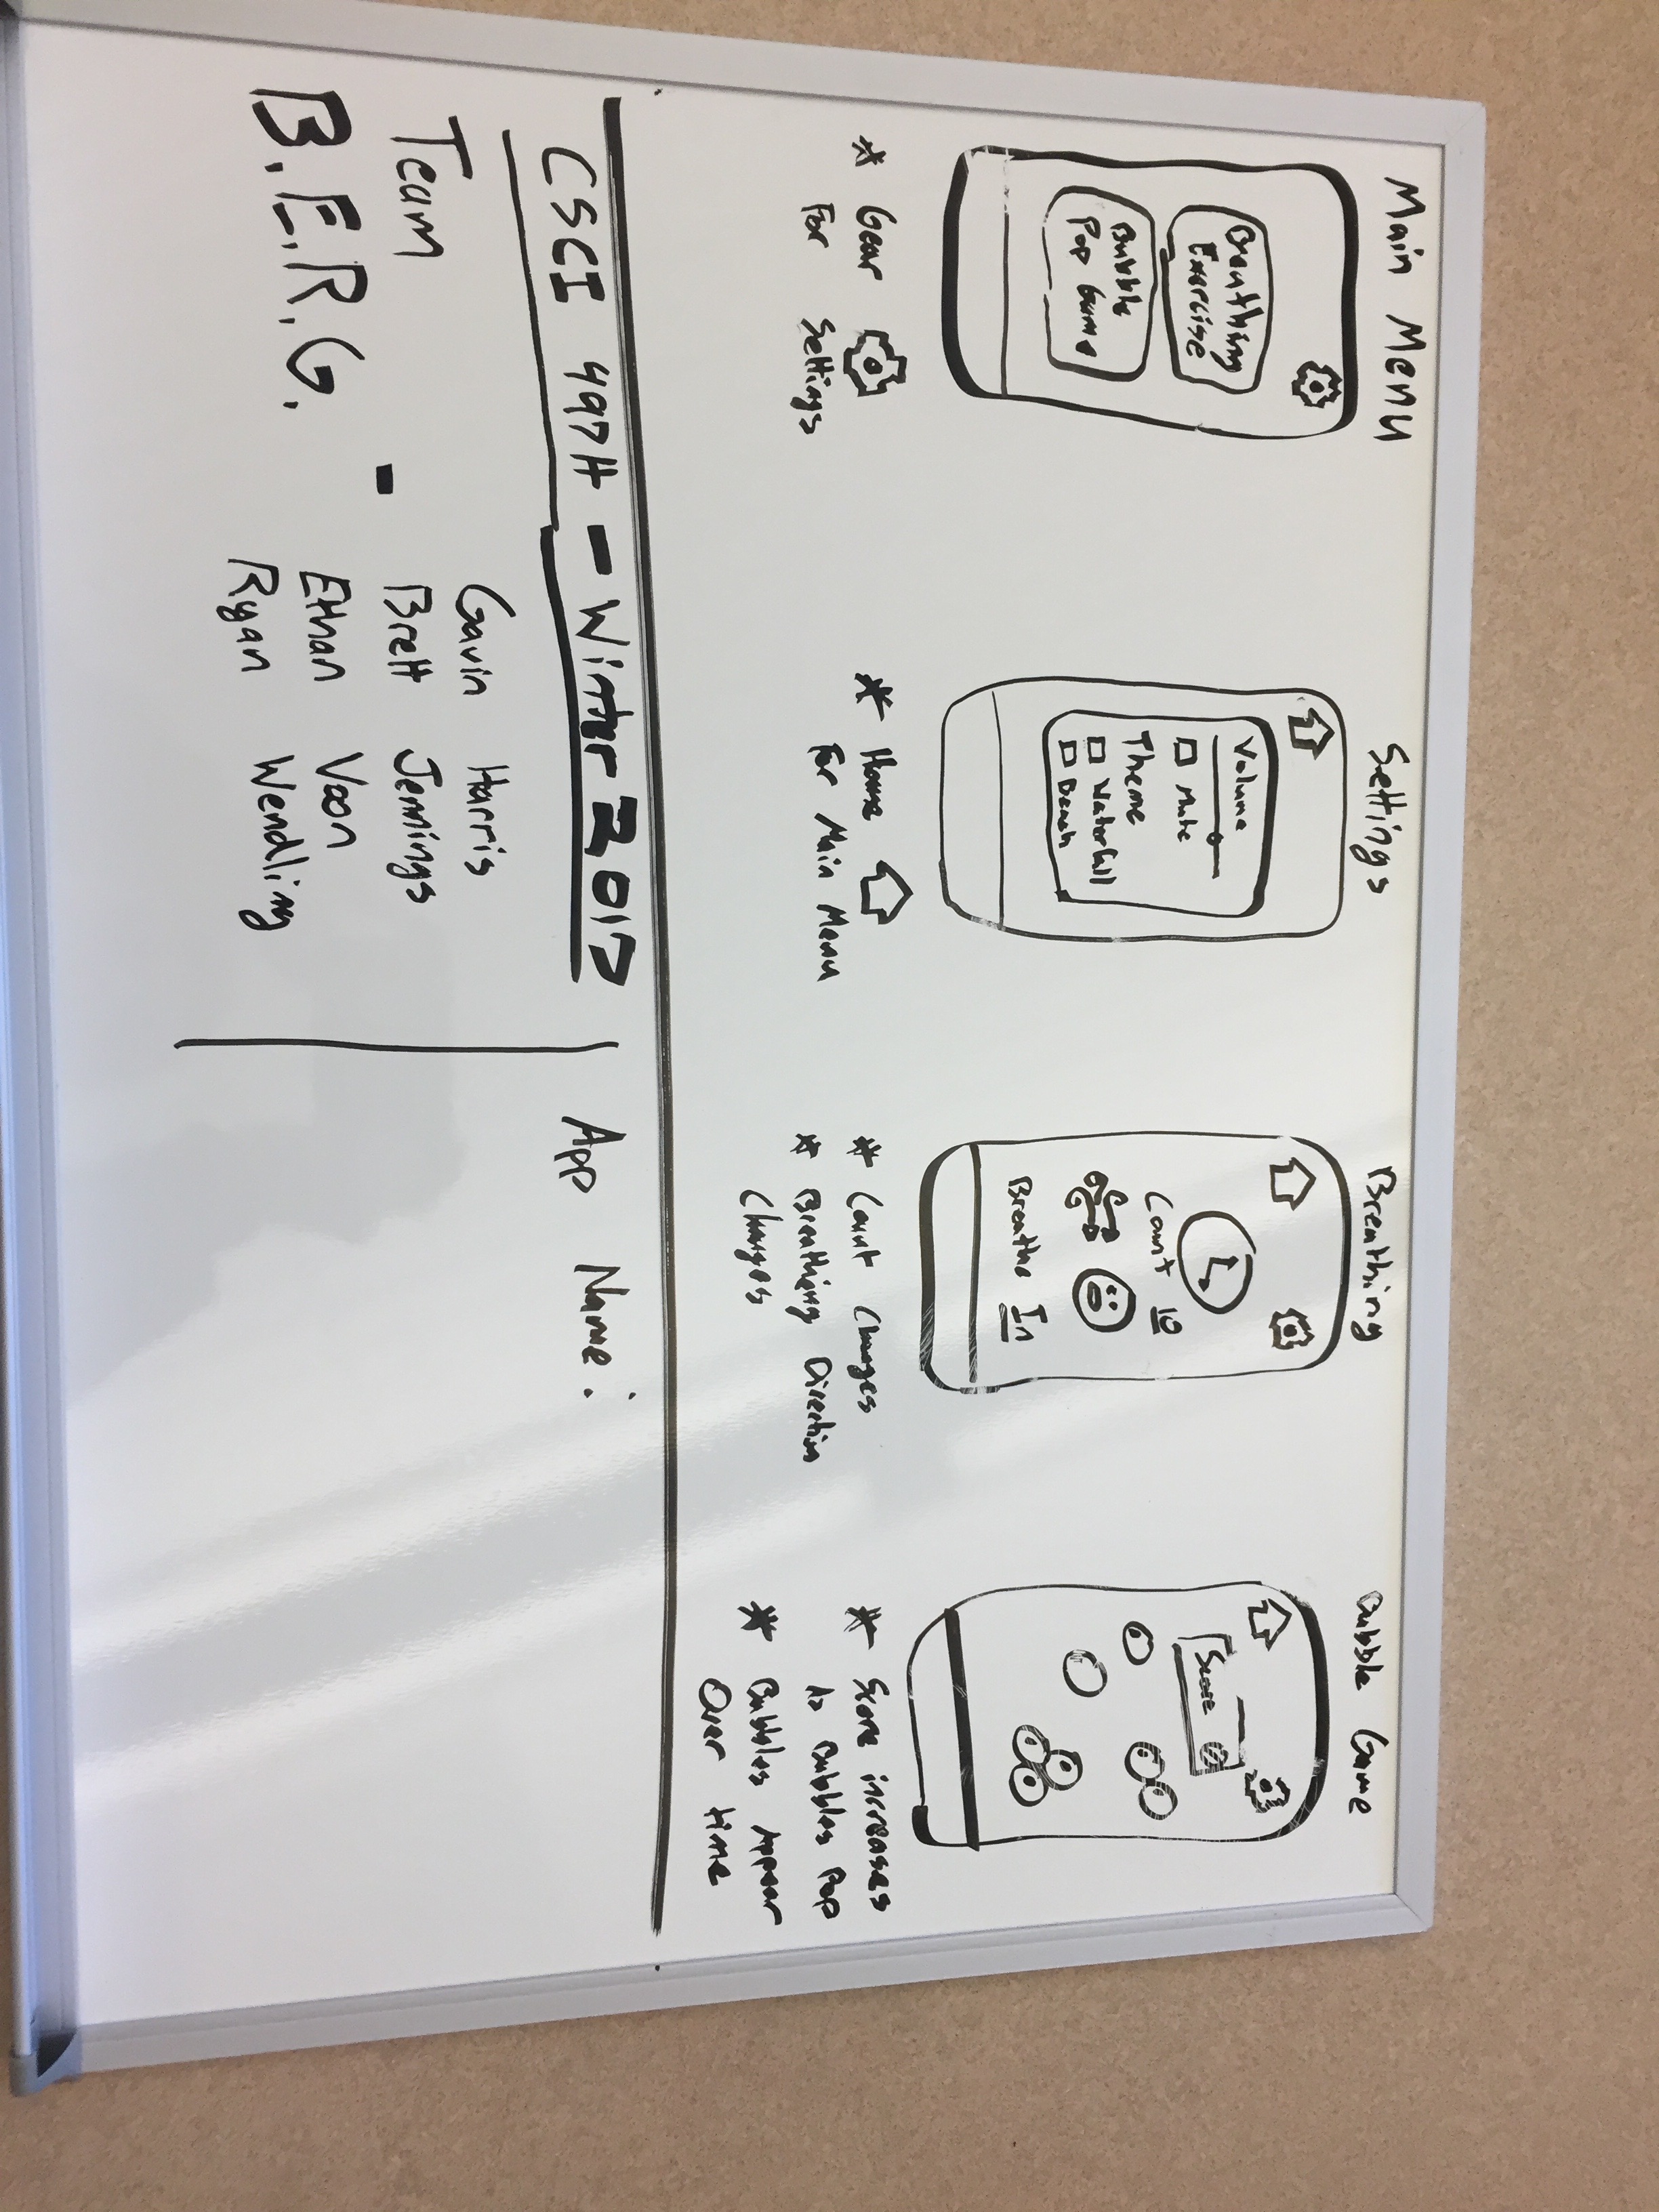 Main Menu
Breathing
Exercise
Bubble
Pop Game
* Gear
For Settings
Settings
Volume
Mute
Theme
Waterfall
Beach
* Home
For Main Menu
Breathing
Count 10
Breathe In
* Count Changes
* Breathing Direction
Changes
Bubble Game
Score
* Score increases
As Bubbles Pop
* Bubbles Appear
Over time
CSCI 497H - Winter 2017
Team
B.E.R.G. -
Gavin Harris
Brett Jennings
Ethan Voon
Ryan Wendling
App Name: